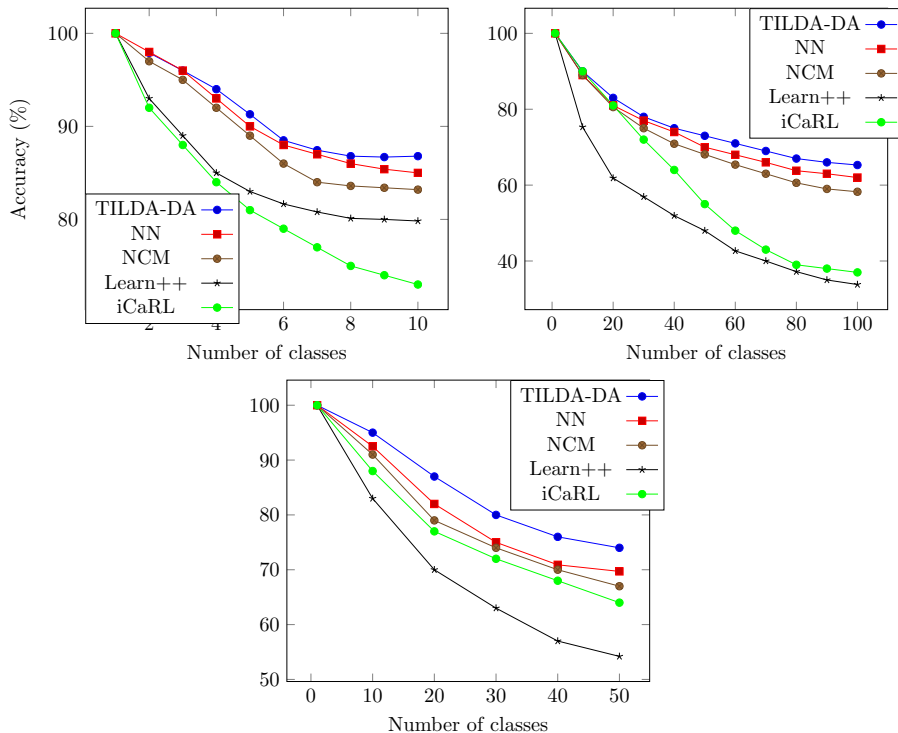 100
90
80
Accuracy (%)
TILDA-DA
NN
NCM
Learn++
iCaRL
2 4 6 8 10
Number of classes
100
80
60
40
TILDA-DA
NN
NCM
Learn++
iCaRL
0 20 40 60 80 100
Number of classes
100
90
80
70
60
50
TILDA-DA
NN
NCM
Learn++
iCaRL
0 10 20 30 40 50
Number of classes